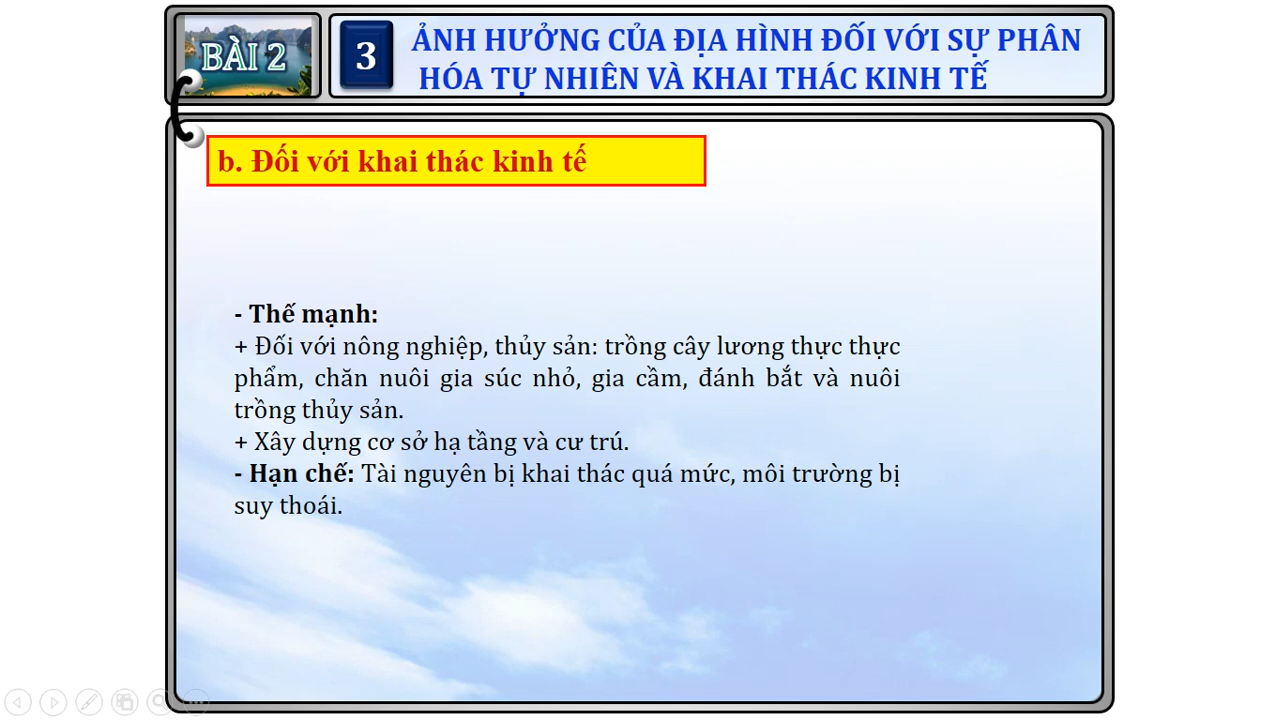 BÀI 2
3
ẢNH HƯỞNG CỦA ĐỊA HÌNH ĐỐI VỚI SỰ PHÂN
HÓA TỰ NHIÊN VÀ KHAI THÁC KINH TẾ
b. Đối với khai thác kinh tế
- Thế mạnh:
+ Đối với nông nghiệp, thủy sản: trồng cây lương thực thực
phẩm, chăn nuôi gia súc nhỏ, gia cầm, đánh bắt và nuôi
trồng thủy sản.
+ Xây dựng cơ sở hạ tầng và cư trú.
- Hạn chế: Tài nguyên bị khai thác quá mức, môi trường bị
suy thoái.